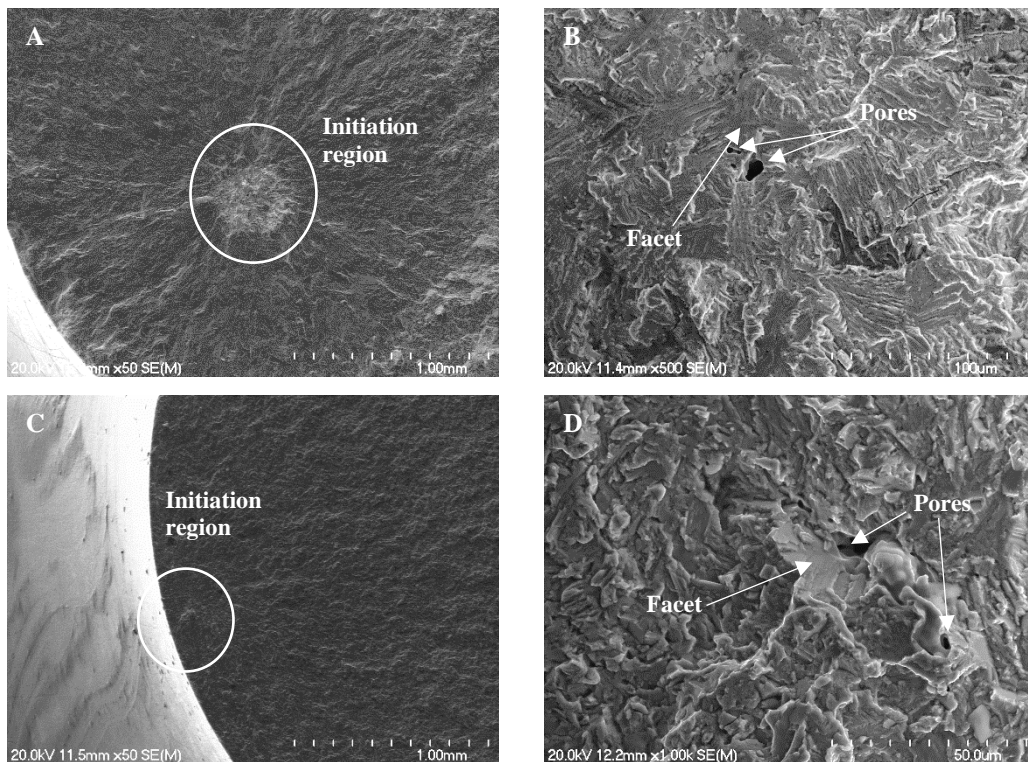 A
Initiation
region
20.0kV
mm x50 SE(M)
1.00mm
B
Pores
Facet
20.0kV 11.4mm x500 SE(M)
100um
C
Initiation
region
20.0kV 11.5mm x50 SE(M)
1.00mm
D
Pores
Facet
20.0kV 12.2mm x1.00k SE(M)
50.0um